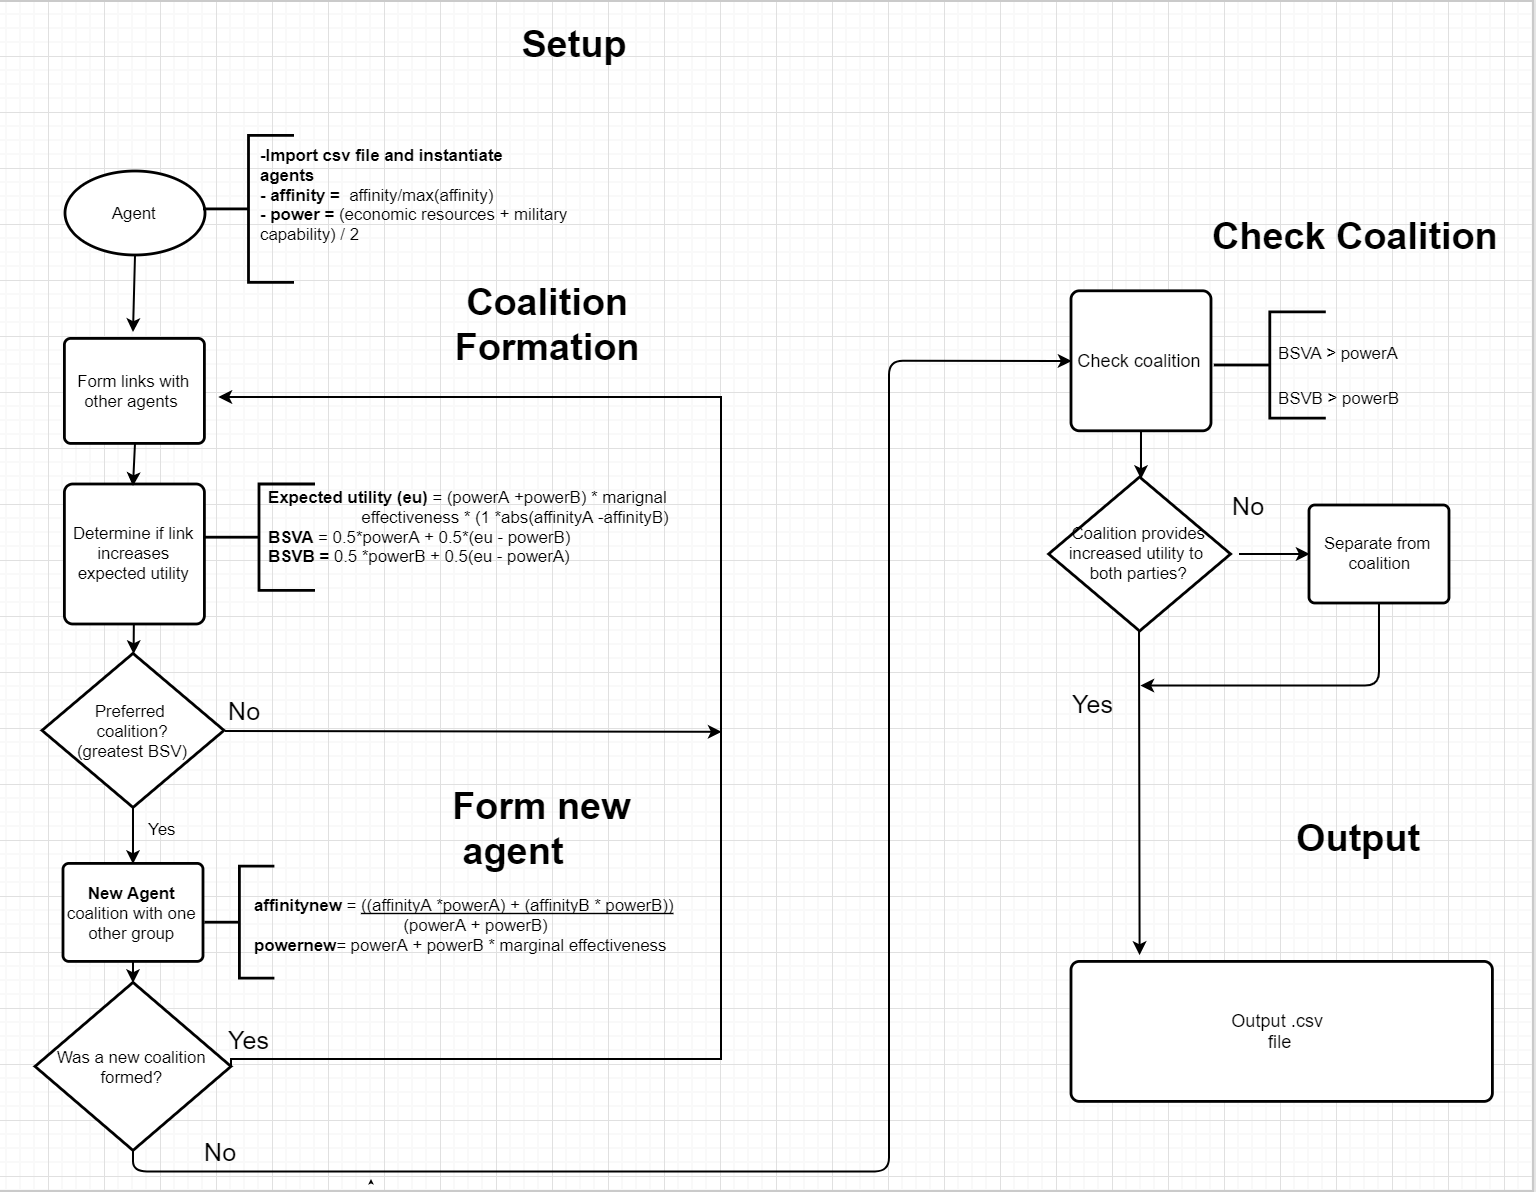 Setup
-Import csv file and instantiate
agents
- affinity = affinity/max(affinity)
- power = (economic resources + military
capability) / 2
Agent
Coalition
Formation
Form links with
other agents
Expected utility (eu) = (powerA +powerB) * marignal
effectiveness * (1 *abs(affinityA -affinityB)
BSVA = 0.5*powerA + 0.5*(eu - powerB)
BSVB = 0.5 *powerB + 0.5(eu - powerA)
Determine if link
increases
expected utility
Preferred
coalition?
(greatest BSV)
No
Yes
Form new
agent
New Agent
coalition with one
other group
affinitynew = ((affinityA *powerA) + (affinityB * powerB))
(powerA + powerB)
powernew= powerA + powerB * marginal effectiveness
Was a new coalition
formed?
Yes
No
Check Coalition
Check coalition
BSVA > powerA
BSVB > powerB
Coalition provides
increased utility to
both parties?
No
Separate from
coalition
Yes
Output
Output .csv
file